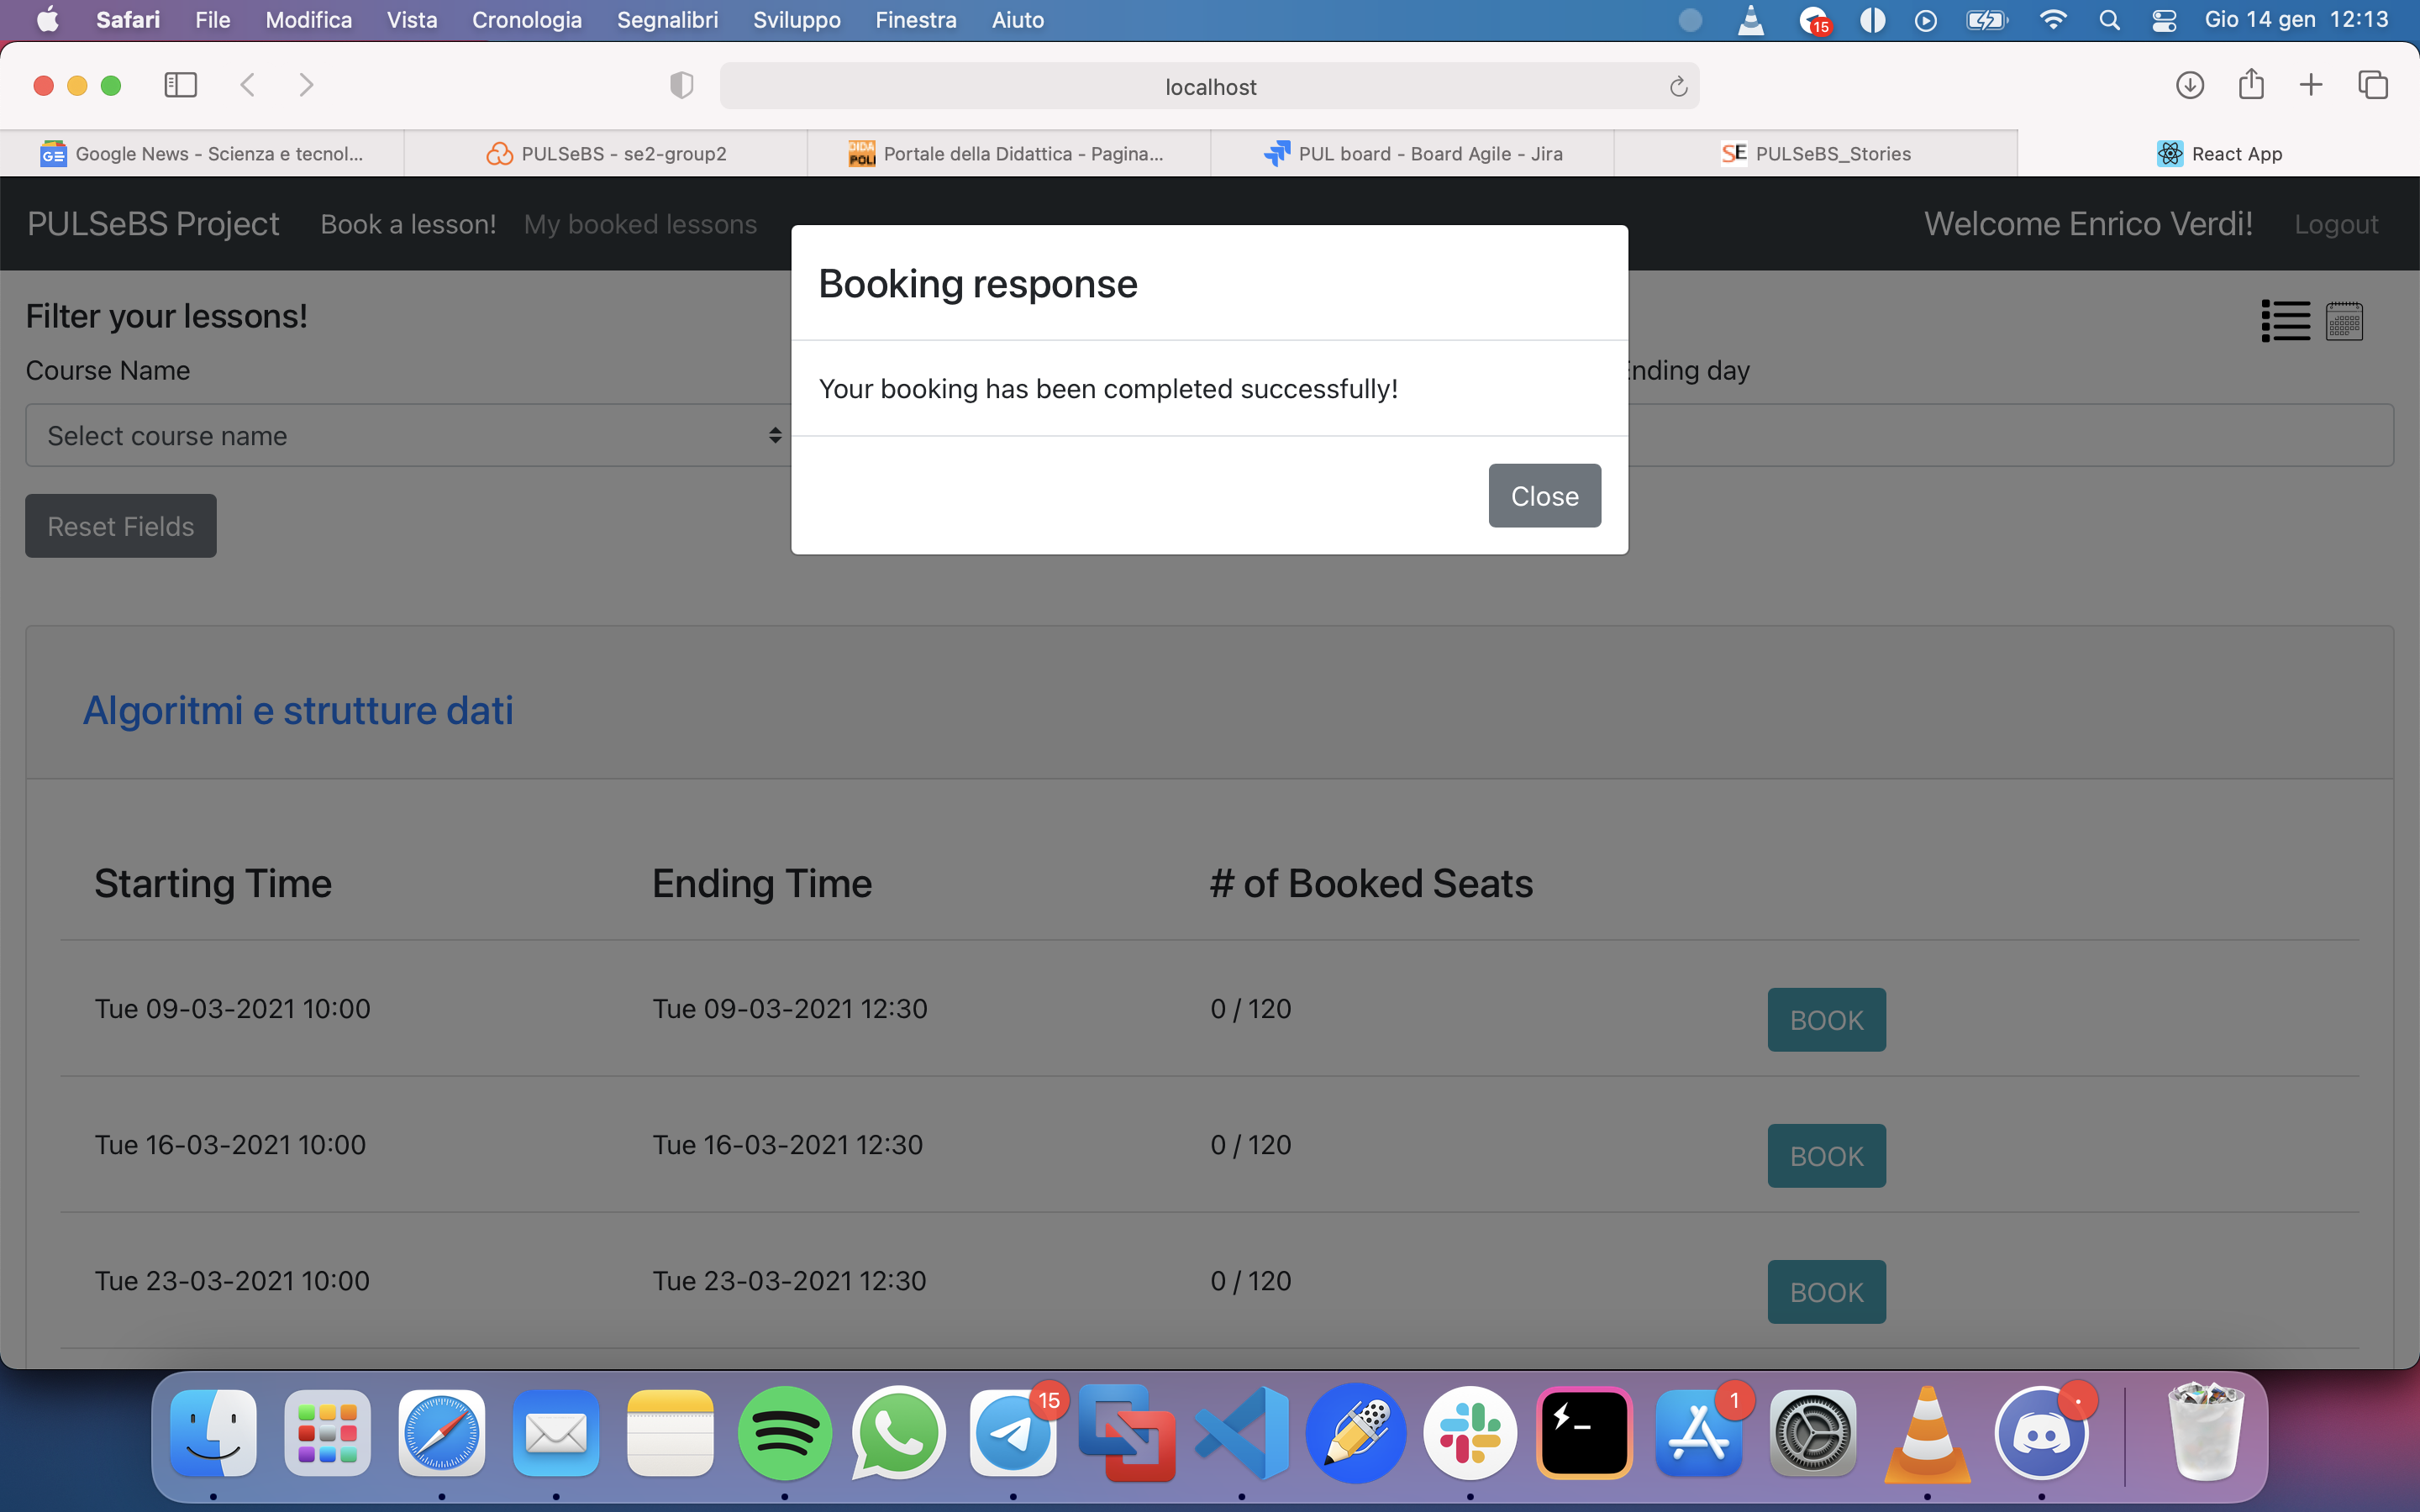 Safari File Modifica Vista Cronologia Segnalibri Sviluppo Finestra Aiuto 15 Gio 14 gen 12:13
localhost
Google News - Scienza e tecnol... PULSeBS - se2-group2 Portale della Didattica - Pagina... PUL board - Board Agile - Jira PULSeBS_Stories React App
PULSeBS Project Book a lesson! My booked lessons Welcome Enrico Verdi! Logout
Booking response
Filter your lessons!
Course Name nding day
Your booking has been completed successfully!
Select course name
Close
Reset Fields
Algoritmi e strutture dati
Starting Time Ending Time # of Booked Seats
Tue 09-03-2021 10:00 Tue 09-03-2021 12:30 0 / 120 BOOK
Tue 16-03-2021 10:00 Tue 16-03-2021 12:30 0 / 120 BOOK
Tue 23-03-2021 10:00 Tue 23-03-2021 12:30 0 / 120 BOOK
15 1